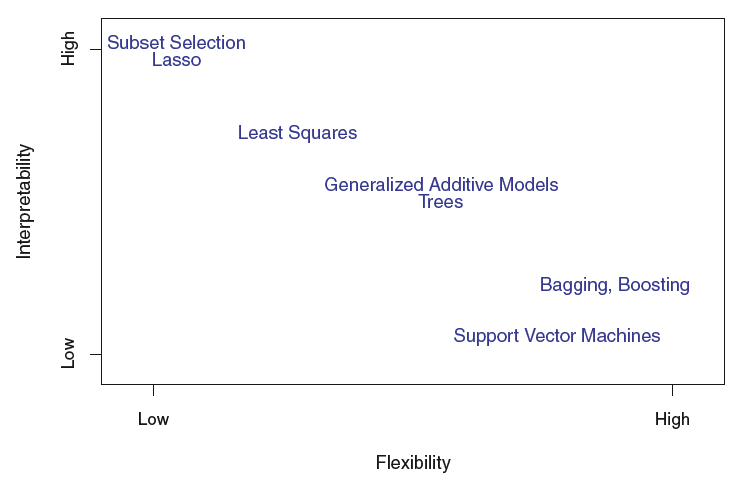 High
Subset Selection
Lasso
Least Squares
Interpretability
Generalized Additive Models
Trees
Bagging, Boosting
Support Vector Machines
Low
Low
High
Flexibility